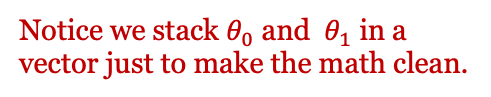 Notice we stack θ₀ and θ₁ in a
vector just to make the math clean.